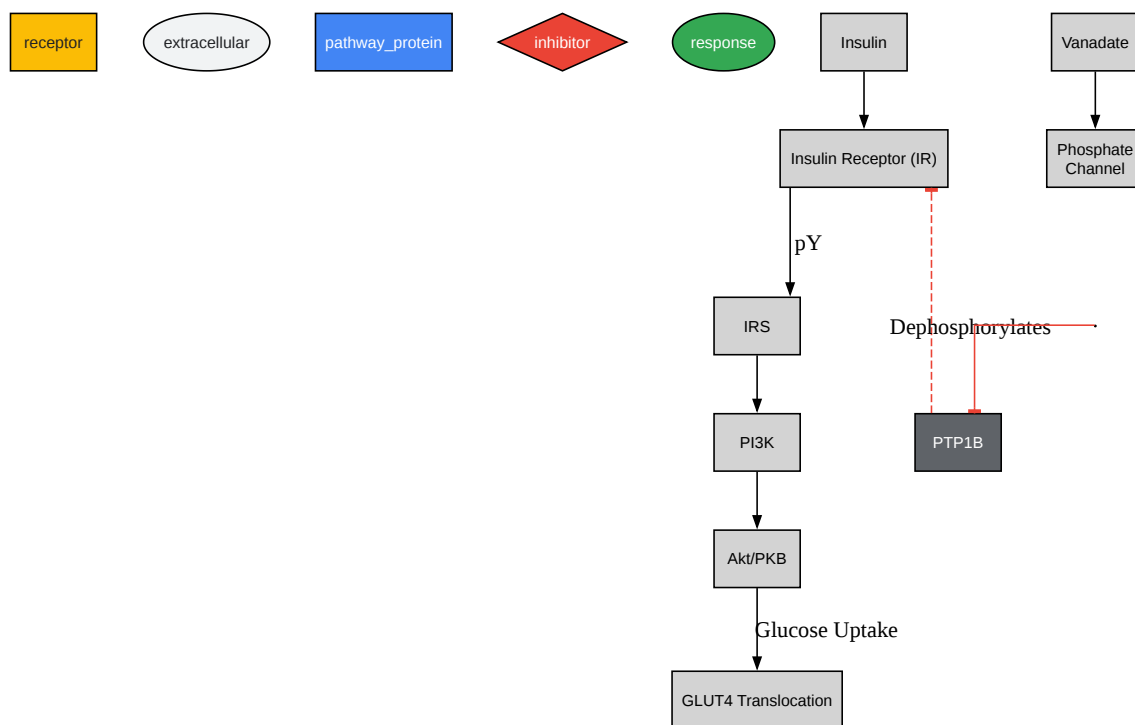 receptor
extracellular
pathway_protein
inhibitor
response
Insulin
Vanadate
Insulin Receptor (IR)
Phosphate
Channel
pY
IRS
Dephosphorylates
PI3K
PTP1B
Akt/PKB
Glucose Uptake
GLUT4 Translocation